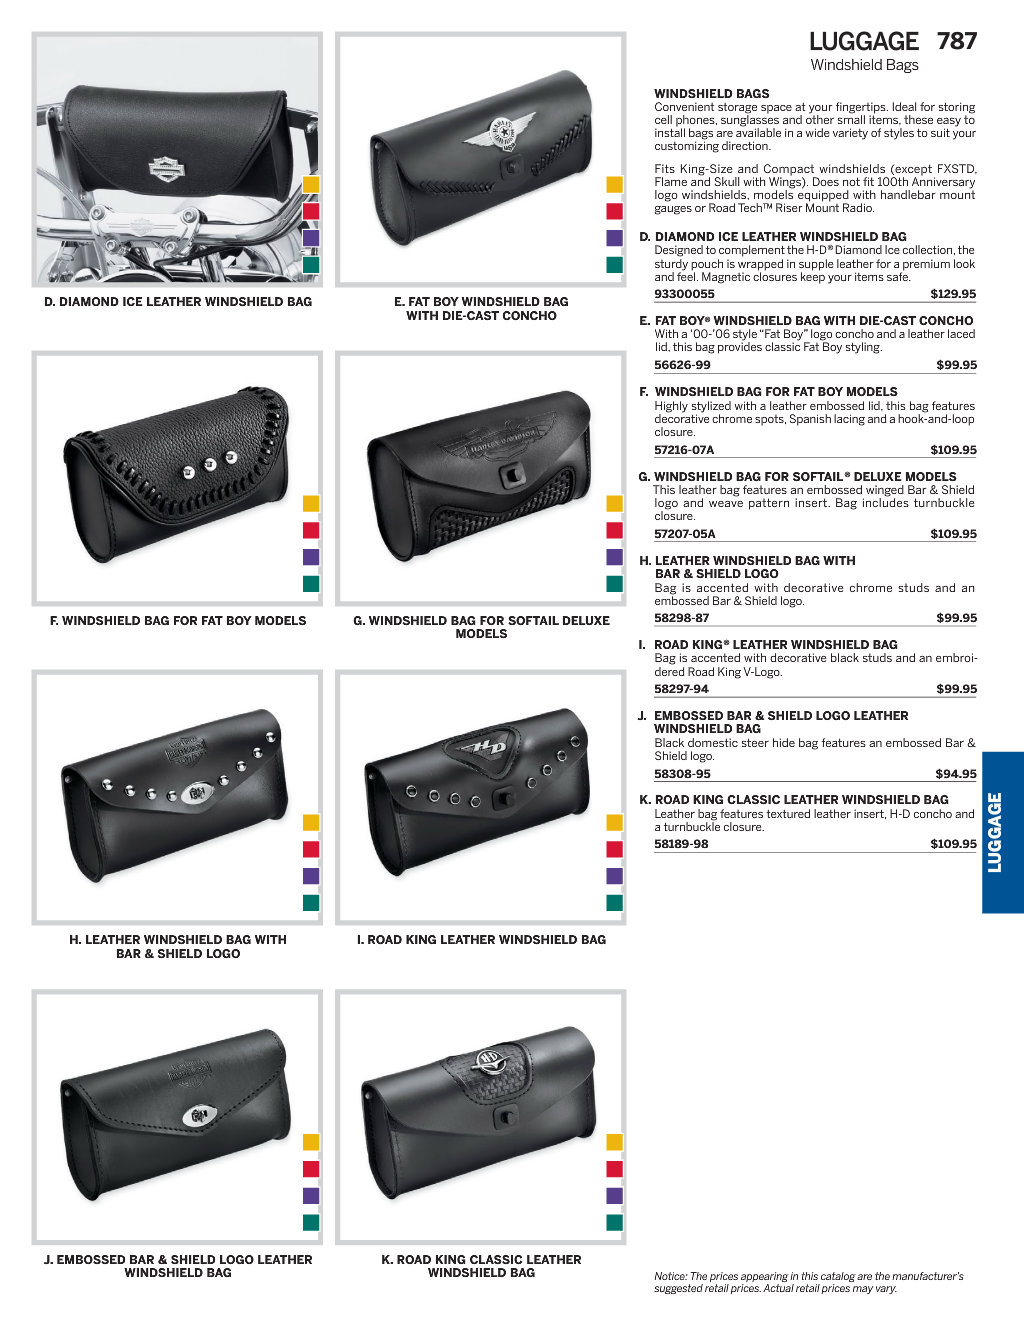 LUGGAGE 787
Windshield Bags
WINDSHIELD BAGS
Convenient storage space at your fingertips. Ideal for storing
cell phones, sunglasses and other small items, these easy to
install bags are available in a wide variety of styles to suit your
customizing direction.
Fits King-Size and Compact windshields (except FXSTD,
Flame and Skull with Wings). Does not fit 100th Anniversary
logo windshields, models equipped with handlebar mount
gauges or Road Tech™ Riser Mount Radio.
D. DIAMOND ICE LEATHER WINDSHIELD BAG
Designed to complement the H-D® Diamond Ice collection, the
sturdy pouch is wrapped in supple leather for a premium look
and feel. Magnetic closures keep your items safe.
93300055 $129.95
E. FAT BOY® WINDSHIELD BAG WITH DIE-CAST CONCHO
With a '00-'06 style “Fat Boy” logo concho and a leather laced
lid, this bag provides classic Fat Boy styling.
56626-99 $99.95
F. WINDSHIELD BAG FOR FAT BOY MODELS
Highly stylized with a leather embossed lid, this bag features
decorative chrome spots, Spanish lacing and a hook-and-loop
closure.
57216-07A $109.95
G. WINDSHIELD BAG FOR SOFTAIL® DELUXE MODELS
This leather bag features an embossed winged Bar & Shield
logo and weave pattern insert. Bag includes turnbuckle
closure.
57207-05A $109.95
H. LEATHER WINDSHIELD BAG WITH
BAR & SHIELD LOGO
Bag is accented with decorative chrome studs and an
embossed Bar & Shield logo.
58298-87 $99.95
I. ROAD KING® LEATHER WINDSHIELD BAG
Bag is accented with decorative black studs and an embroi-
dered Road King V-Logo.
58297-94 $99.95
J. EMBOSSED BAR & SHIELD LOGO LEATHER
WINDSHIELD BAG
Black domestic steer hide bag features an embossed Bar &
Shield logo.
58308-95 $94.95
K. ROAD KING CLASSIC LEATHER WINDSHIELD BAG
Leather bag features textured leather insert, H-D concho and
a turnbuckle closure.
58189-98 $109.95
LUGGAGE
D. DIAMOND ICE LEATHER WINDSHIELD BAG
E. FAT BOY WINDSHIELD BAG
WITH DIE-CAST CONCHO
HARLEY-DAVIDSON
F. WINDSHIELD BAG FOR FAT BOY MODELS
G. WINDSHIELD BAG FOR SOFTAIL DELUXE
MODELS
HD
H. LEATHER WINDSHIELD BAG WITH
BAR & SHIELD LOGO
I. ROAD KING LEATHER WINDSHIELD BAG
H-D
J. EMBOSSED BAR & SHIELD LOGO LEATHER
WINDSHIELD BAG
K. ROAD KING CLASSIC LEATHER
WINDSHIELD BAG
Notice: The prices appearing in this catalog are the manufacturer's
suggested retail prices. Actual retail prices may vary.